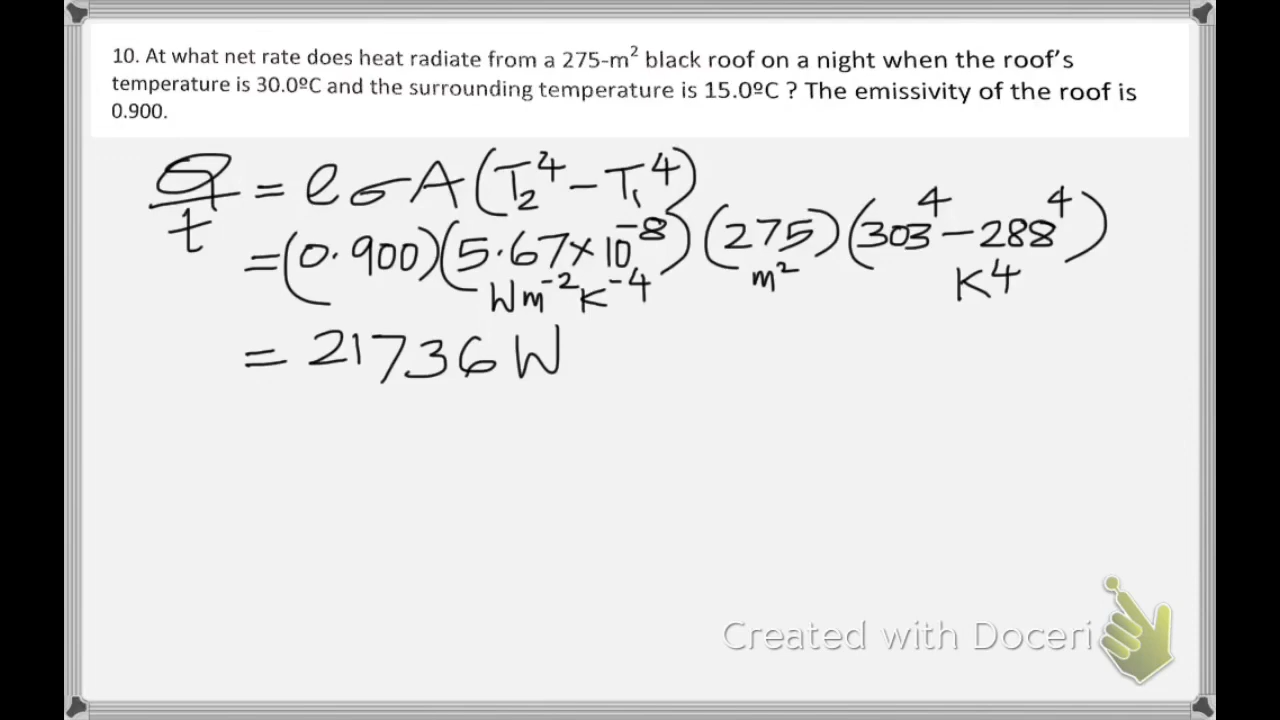 10. At what net rate does heat radiate from a 275-m² black roof on a night when the roof’s
temperature is 30.0ºC and the surrounding temperature is 15.0ºC ? The emissivity of the roof is
0.900.
Q/t = eσA(T₂⁴ − T₁⁴)
= (0.900)(5.67×10⁻⁸)(275)(303⁴ − 288⁴)
Wm⁻²K⁻⁴ m² K⁴
= 21736 W
Created with Doceri